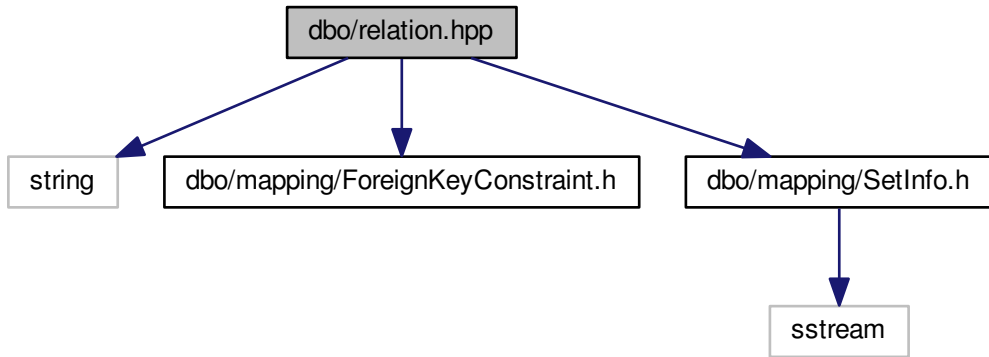 dbo/relation.hpp
string
dbo/mapping/ForeignKeyConstraint.h
dbo/mapping/SetInfo.h
sstream